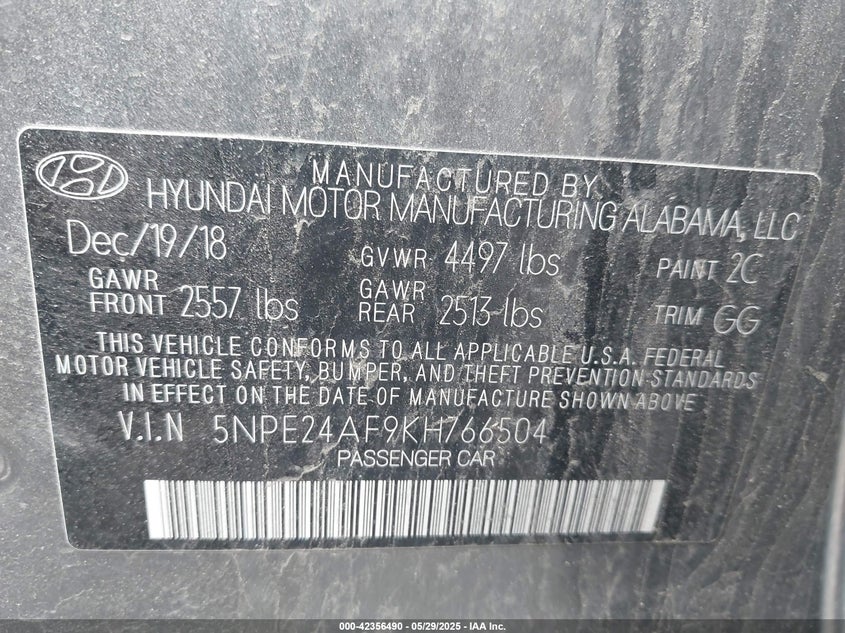 MANUFACTURED BY
HYUNDAI MOTOR MANUFACTURING ALABAMA, LLC
Dec/19/18 GVWR 4497 lbs PAINT 2C
GAWR FRONT 2557 lbs GAWR REAR 2513 lbs TRIM GG
THIS VEHICLE CONFORMS TO ALL APPLICABLE U.S.A. FEDERAL
MOTOR VEHICLE SAFETY, BUMPER, AND THEFT PREVENTION STANDARDS
IN EFFECT ON THE DATE OF MANUFACTURE SHOWN ABOVE
V.I.N 5NPE24AF9KH766504
PASSENGER CAR
000-42356490 - 05/29/2025 - IAA Inc.